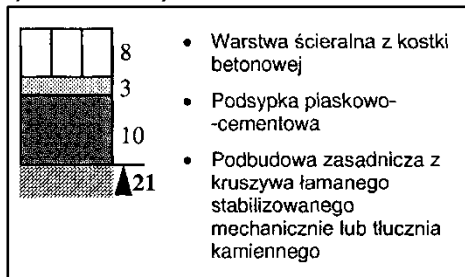 8
3
10
21
• Warstwa ścieralna z kostki
betonowej
• Podsypka piaskowo-
-cementowa
• Podbudowa zasadnicza z
kruszywa łamanego
stabilizowanego
mechanicznie lub tłucznia
kamiennego